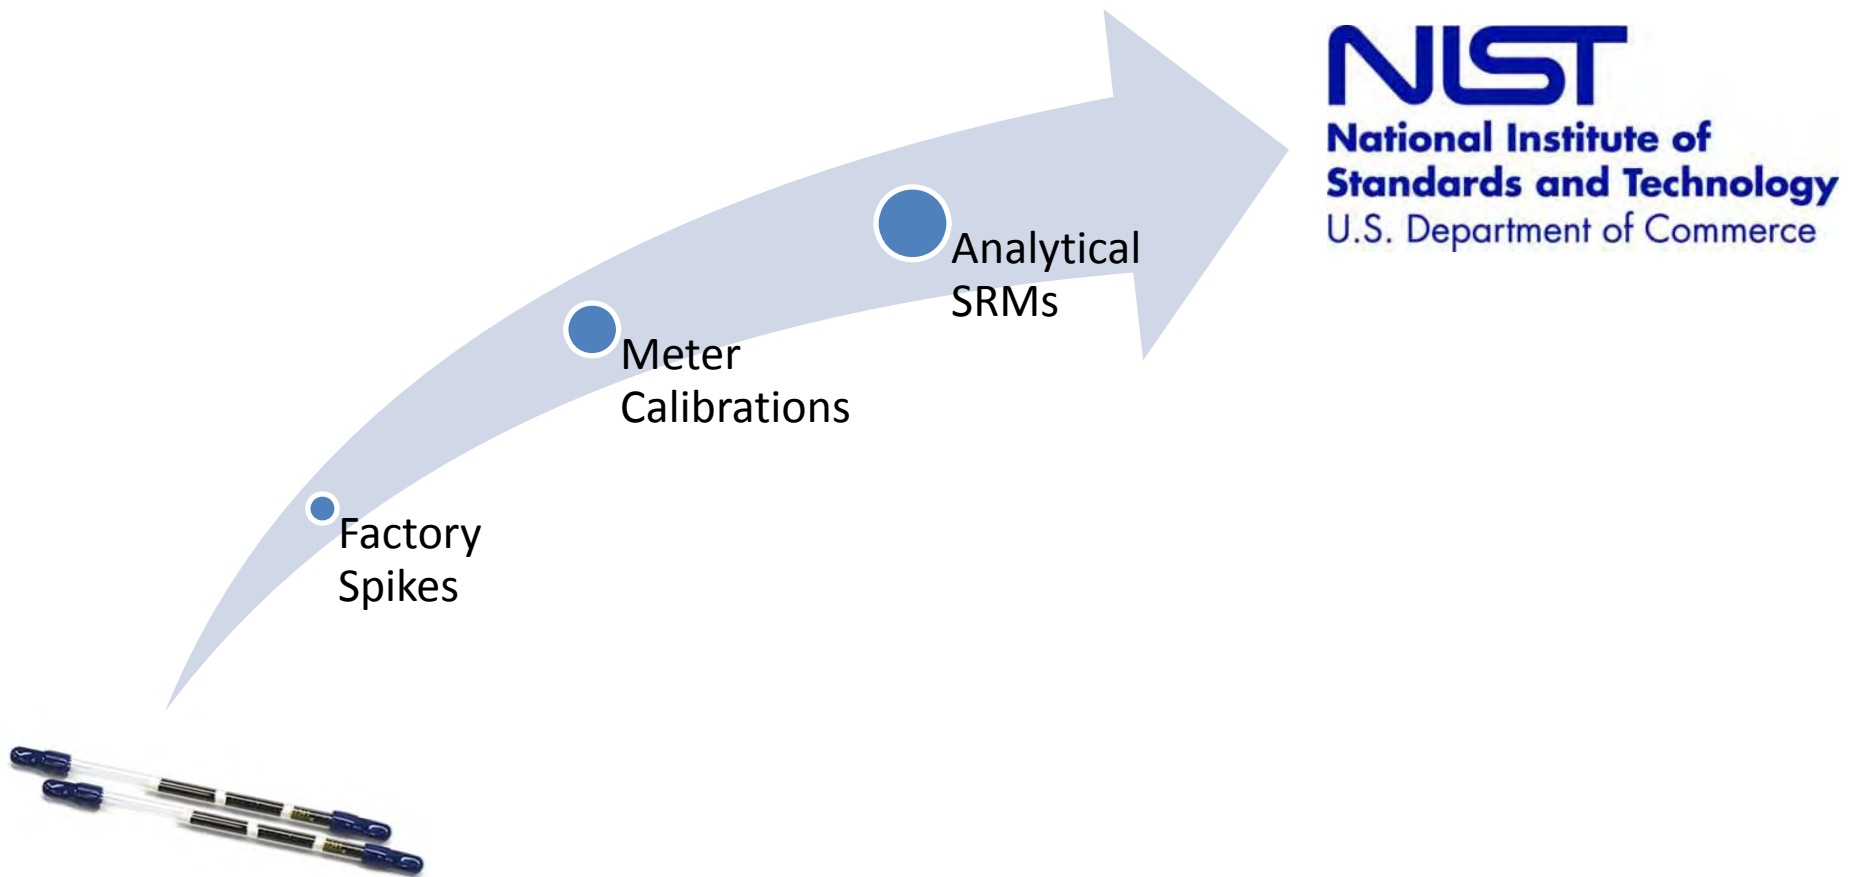 NIST
National Institute of
Standards and Technology
U.S. Department of Commerce
Analytical
SRMs
Meter
Calibrations
Factory
Spikes